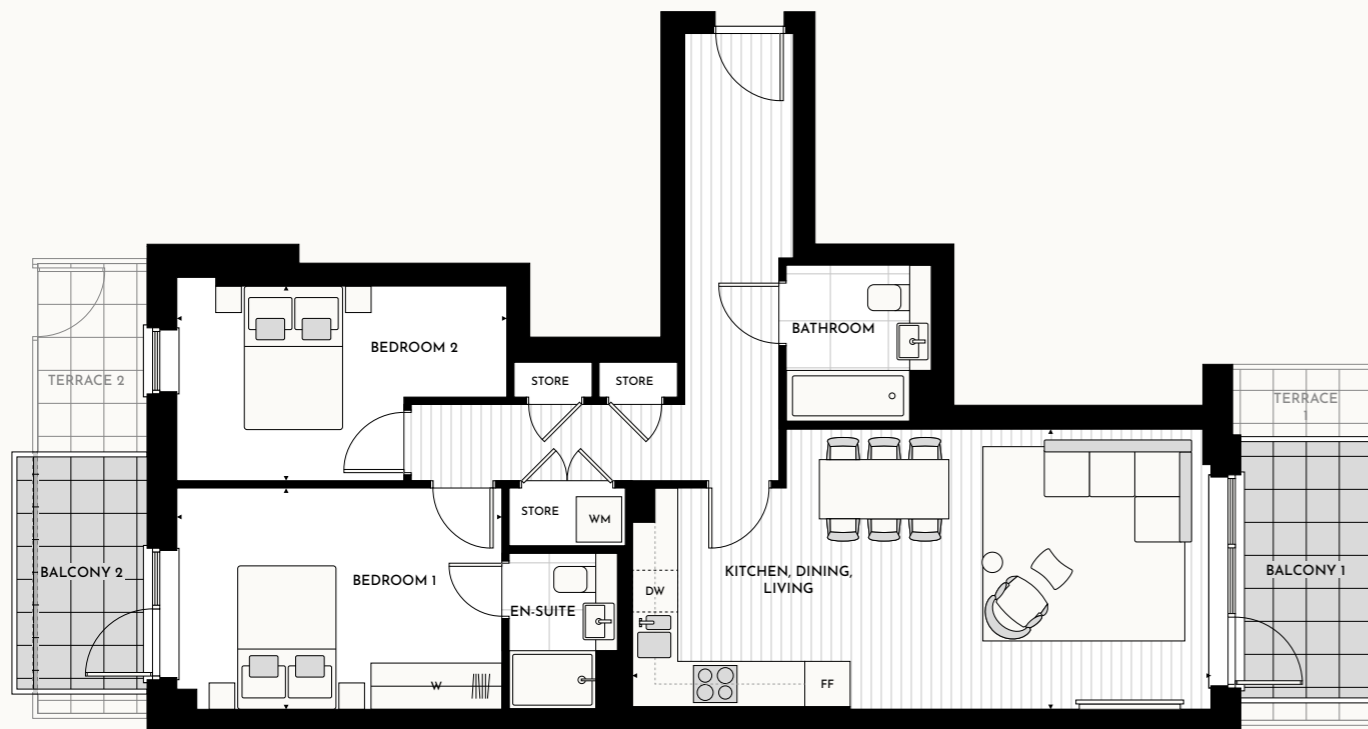 BATHROOM
BEDROOM 2
TERRACE 2
STORE
STORE
TERRACE
1
STORE
WM
BALCONY 2
BEDROOM 1
EN-SUITE
DW
KITCHEN, DINING,
LIVING
BALCONY 1
W
FF